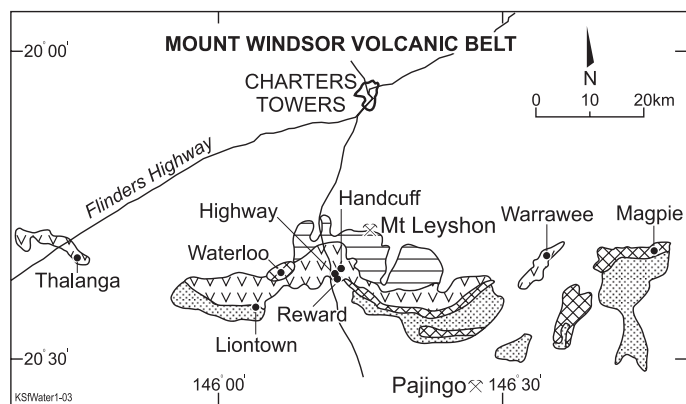 20°00'
MOUNT WINDSOR VOLCANIC BELT
CHARTERS
TOWERS
N
0 10 20km
Flinders Highway
Handcuff
Highway
Mt Leyshon
Warrawee
Magpie
Waterloo
Thalanga
Reward
Liontown
20°30'
Pajingo
146°00
146°30
KSfWater1-03